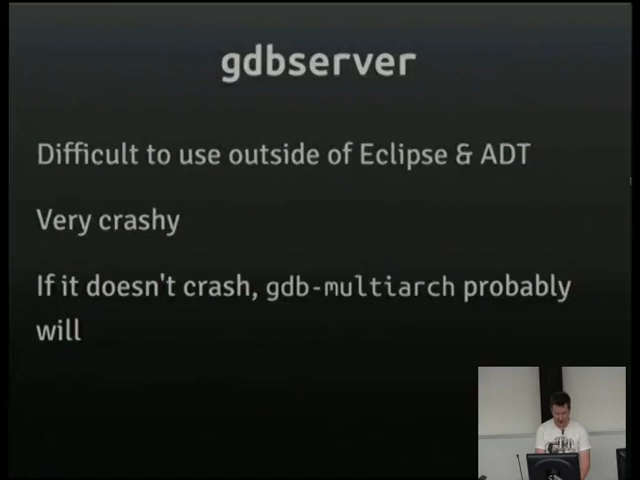 gdbserver
Difficult to use outside of Eclipse & ADT
Very crashy
If it doesn't crash, gdb-multiarch probably
will